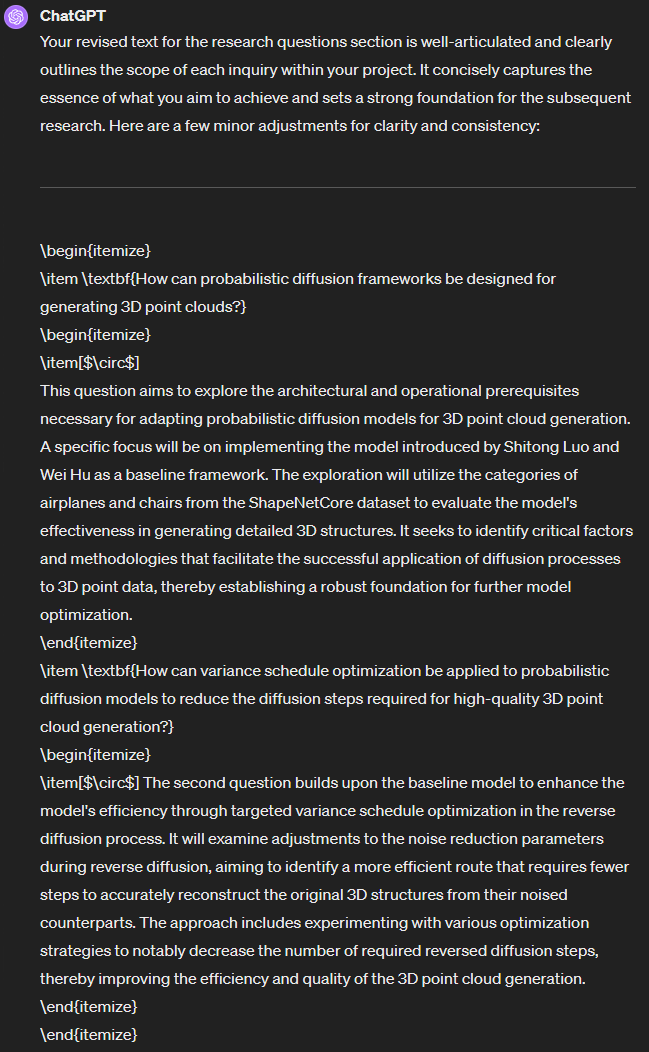 ChatGPT
Your revised text for the research questions section is well-articulated and clearly
outlines the scope of each inquiry within your project. It concisely captures the
essence of what you aim to achieve and sets a strong foundation for the subsequent
research. Here are a few minor adjustments for clarity and consistency:
\begin{itemize}
\item \textbf{How can probabilistic diffusion frameworks be designed for
generating 3D point clouds?}
\begin{itemize}
\item[$\circ$]
This question aims to explore the architectural and operational prerequisites
necessary for adapting probabilistic diffusion models for 3D point cloud generation.
A specific focus will be on implementing the model introduced by Shitong Luo and
Wei Hu as a baseline framework. The exploration will utilize the categories of
airplanes and chairs from the ShapeNetCore dataset to evaluate the model's
effectiveness in generating detailed 3D structures. It seeks to identify critical factors
and methodologies that facilitate the successful application of diffusion processes
to 3D point data, thereby establishing a robust foundation for further model
optimization.
\end{itemize}
\item \textbf{How can variance schedule optimization be applied to probabilistic
diffusion models to reduce the diffusion steps required for high-quality 3D point
cloud generation?}
\begin{itemize}
\item[$\circ$] The second question builds upon the baseline model to enhance the
model's efficiency through targeted variance schedule optimization in the reverse
diffusion process. It will examine adjustments to the noise reduction parameters
during reverse diffusion, aiming to identify a more efficient route that requires fewer
steps to accurately reconstruct the original 3D structures from their noised
counterparts. The approach includes experimenting with various optimization
strategies to notably decrease the number of required reversed diffusion steps,
thereby improving the efficiency and quality of the 3D point cloud generation.
\end{itemize}
\end{itemize}